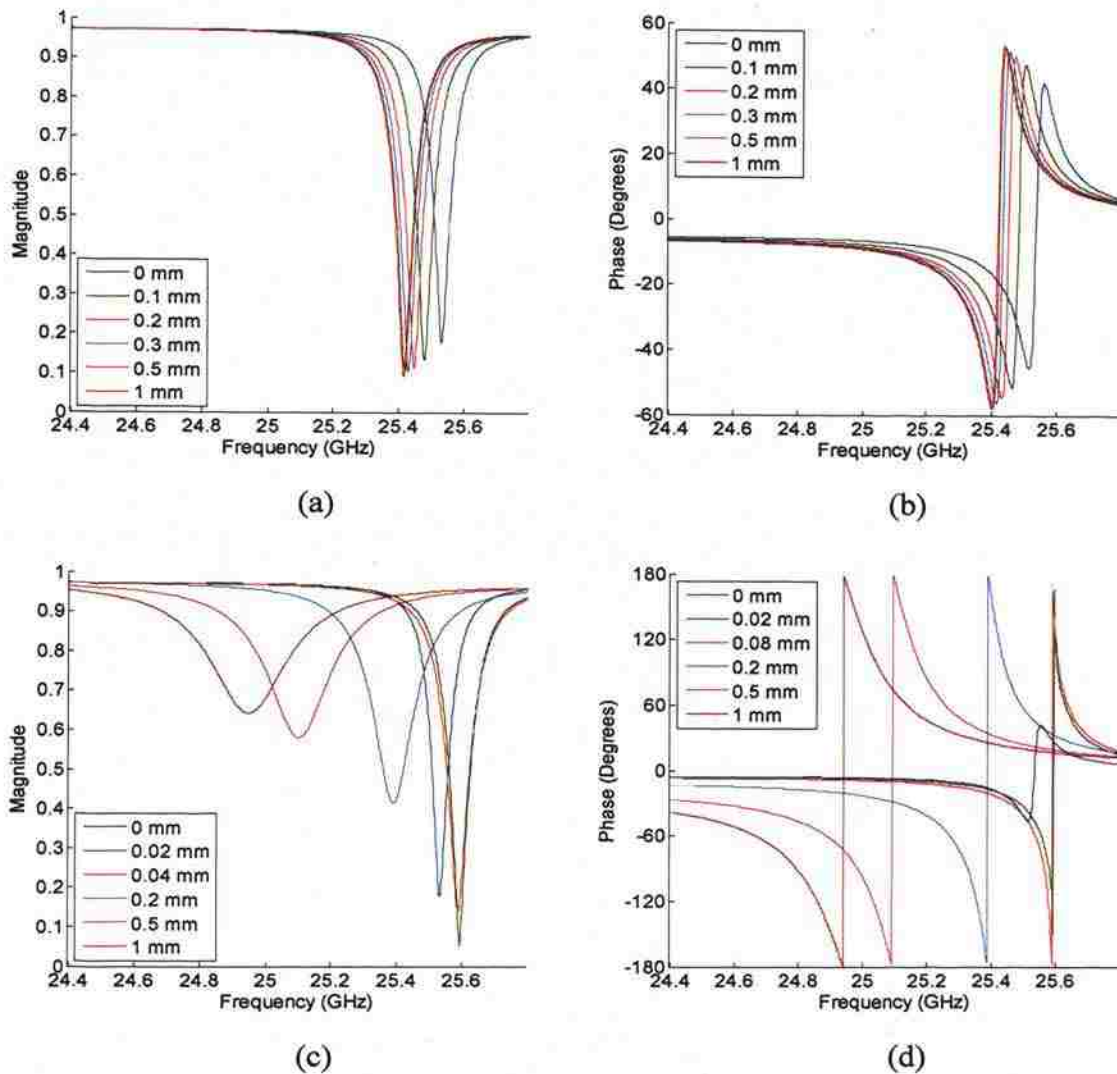 1
0.9
0.8
0.7
0.6
0.5
0.4
0.3
0.2
0.1
0
Magnitude
0 mm
0.1 mm
0.2 mm
0.3 mm
0.5 mm
1 mm
24.4 24.6 24.8 25 25.2 25.4 25.6
Frequency (GHz)
(a)
60
40
20
0
-20
-40
-60
Phase (Degrees)
0 mm
0.1 mm
0.2 mm
0.3 mm
0.5 mm
1 mm
24.4 24.6 24.8 25 25.2 25.4 25.6
Frequency (GHz)
(b)
1
0.9
0.8
0.7
0.6
0.5
0.4
0.3
0.2
0.1
0
Magnitude
0 mm
0.02 mm
0.04 mm
0.2 mm
0.5 mm
1 mm
24.4 24.6 24.8 25 25.2 25.4 25.6
Frequency (GHz)
(c)
180
120
60
0
-60
-120
-180
Phase (Degrees)
0 mm
0.02 mm
0.08 mm
0.2 mm
0.5 mm
1 mm
24.4 24.6 24.8 25 25.2 25.4 25.6
Frequency (GHz)
(d)